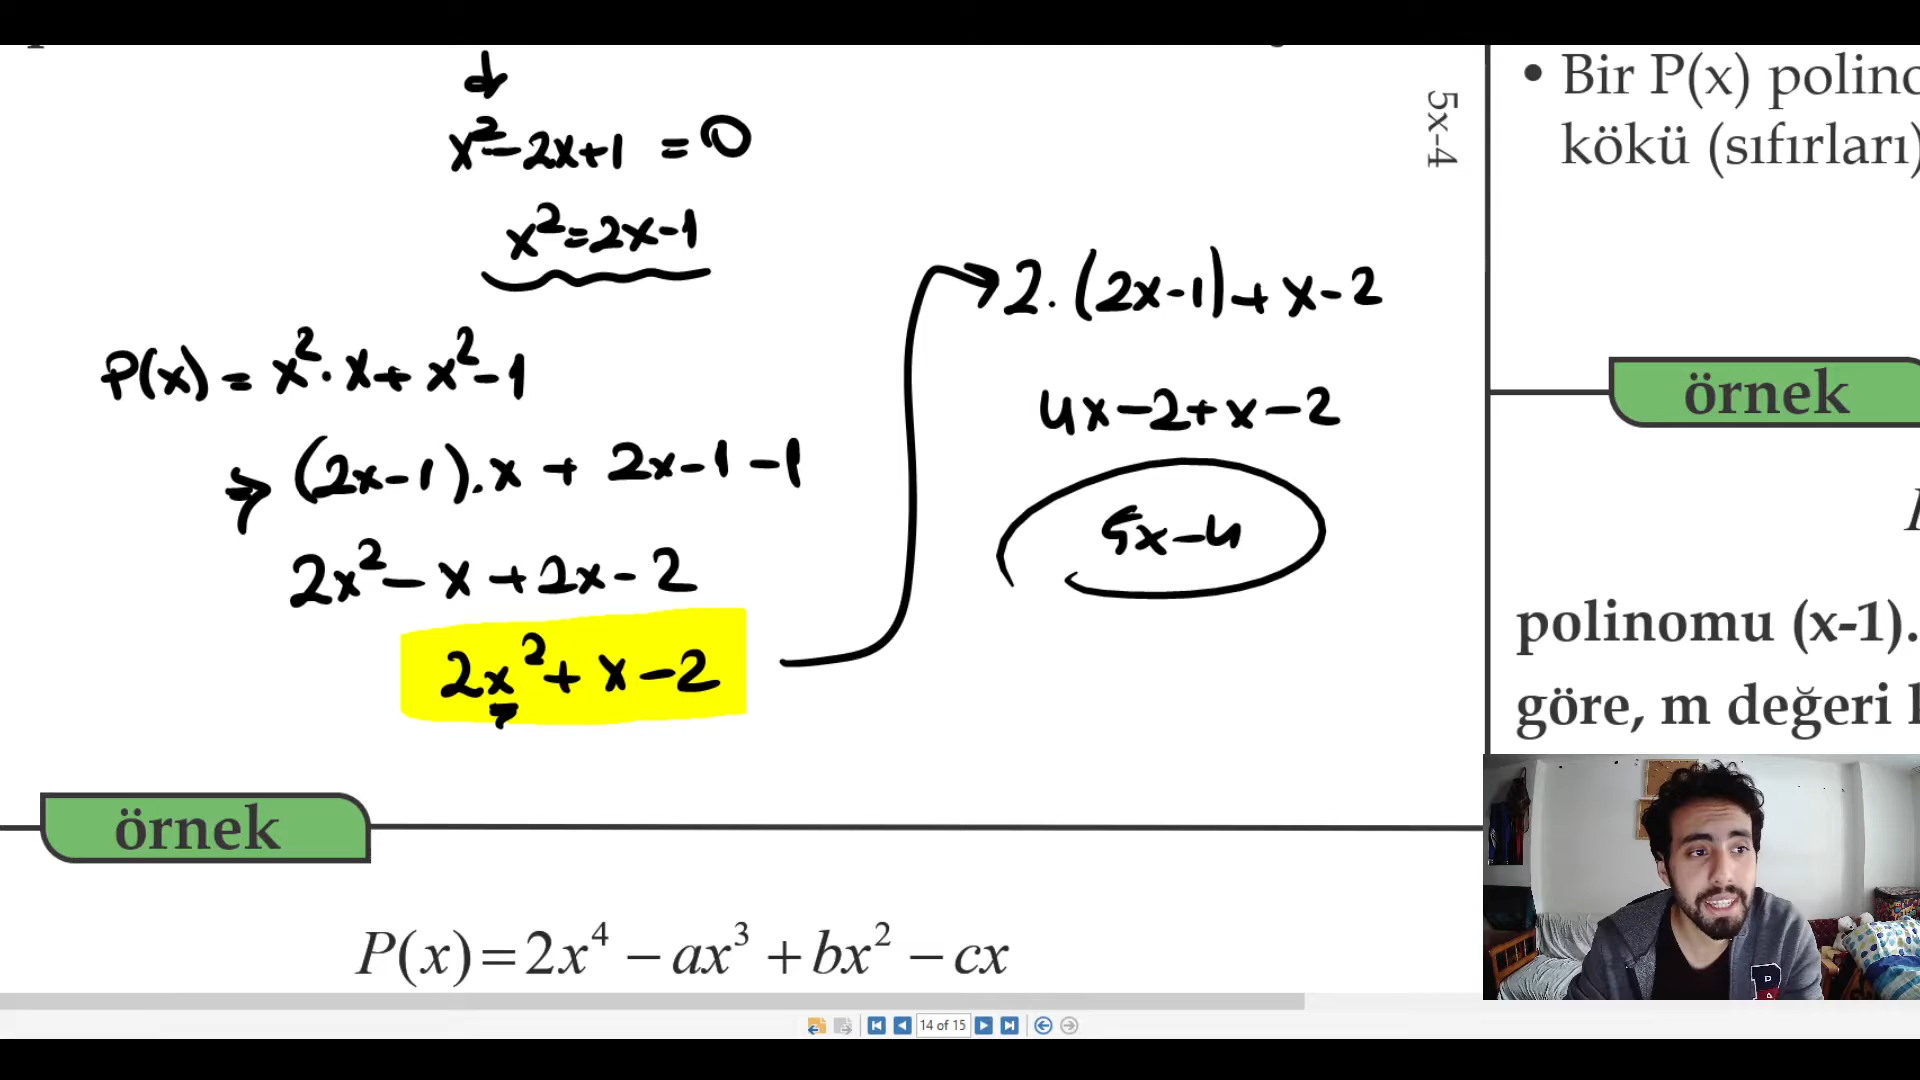 x²-2x+1 = 0
x²=2x-1
P(x) = x²·x+x²-1
(2x-1).x + 2x-1-1
2x²-x+2x-2
2x²+x-2
2.(2x-1)+x-2
4x-2+x-2
5x-4
5x-4
örnek
P(x)=2x⁴-ax³+bx²-cx
• Bir P(x) polino
kökü (sıfırları)
örnek
polinomu (x-1).
göre, m değeri
14 of 15